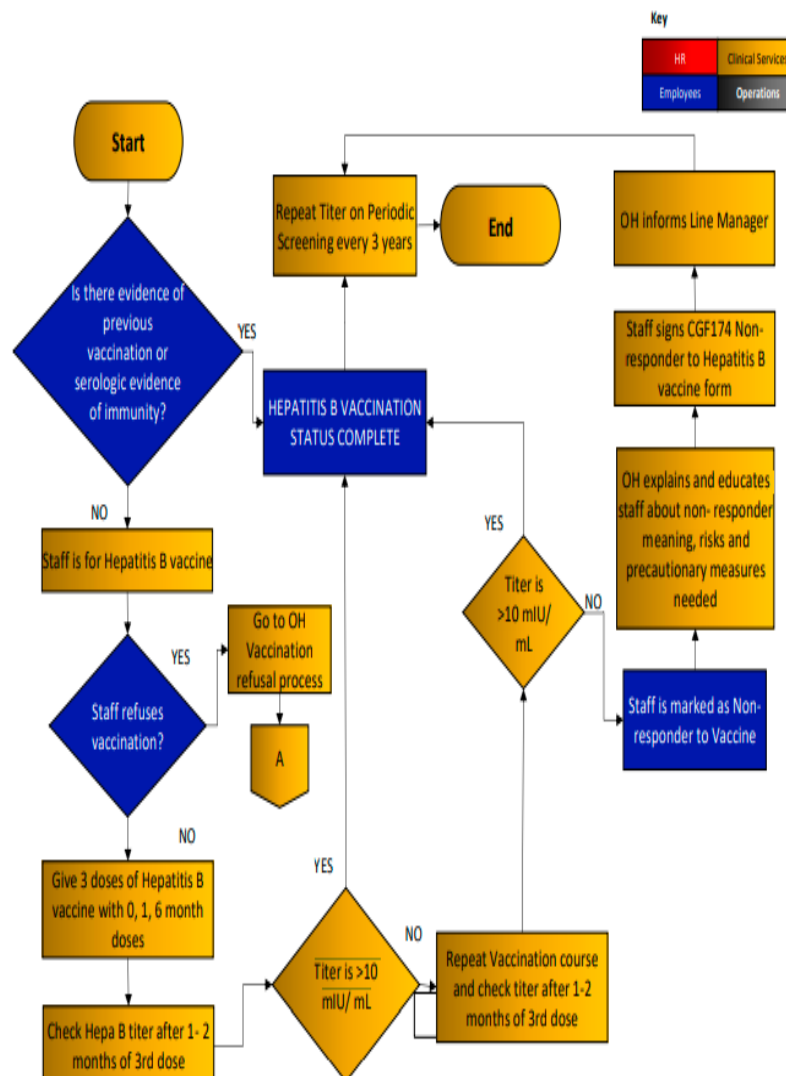 Key
HR
Clinical Services
Employees
Operations
Start
Is there evidence of
previous
vaccination or
serologic evidence
of immunity?
YES
NO
Repeat Titer on Periodic
Screening every 3 years
End
OH informs Line Manager
Staff signs CGF174 Non-
responder to Hepatitis B
vaccine form
HEPATITIS B VACCINATION
STATUS COMPLETE
OH explains and educates
staff about non- responder
meaning, risks and
precautionary measures
needed
Staff is for Hepatitis B vaccine
YES
Titer is
>10 mIU/
mL
NO
Go to OH
Vaccination
refusal process
YES
Staff refuses
vaccination?
A
Staff is marked as Non-
responder to Vaccine
NO
Give 3 doses of Hepatitis B
vaccine with 0, 1, 6 month
doses
YES
Titer is >10
mIU/ mL
NO
Repeat Vaccination course
and check titer after 1-2
months of 3rd dose
Check Hepa B titer after 1- 2
months of 3rd dose